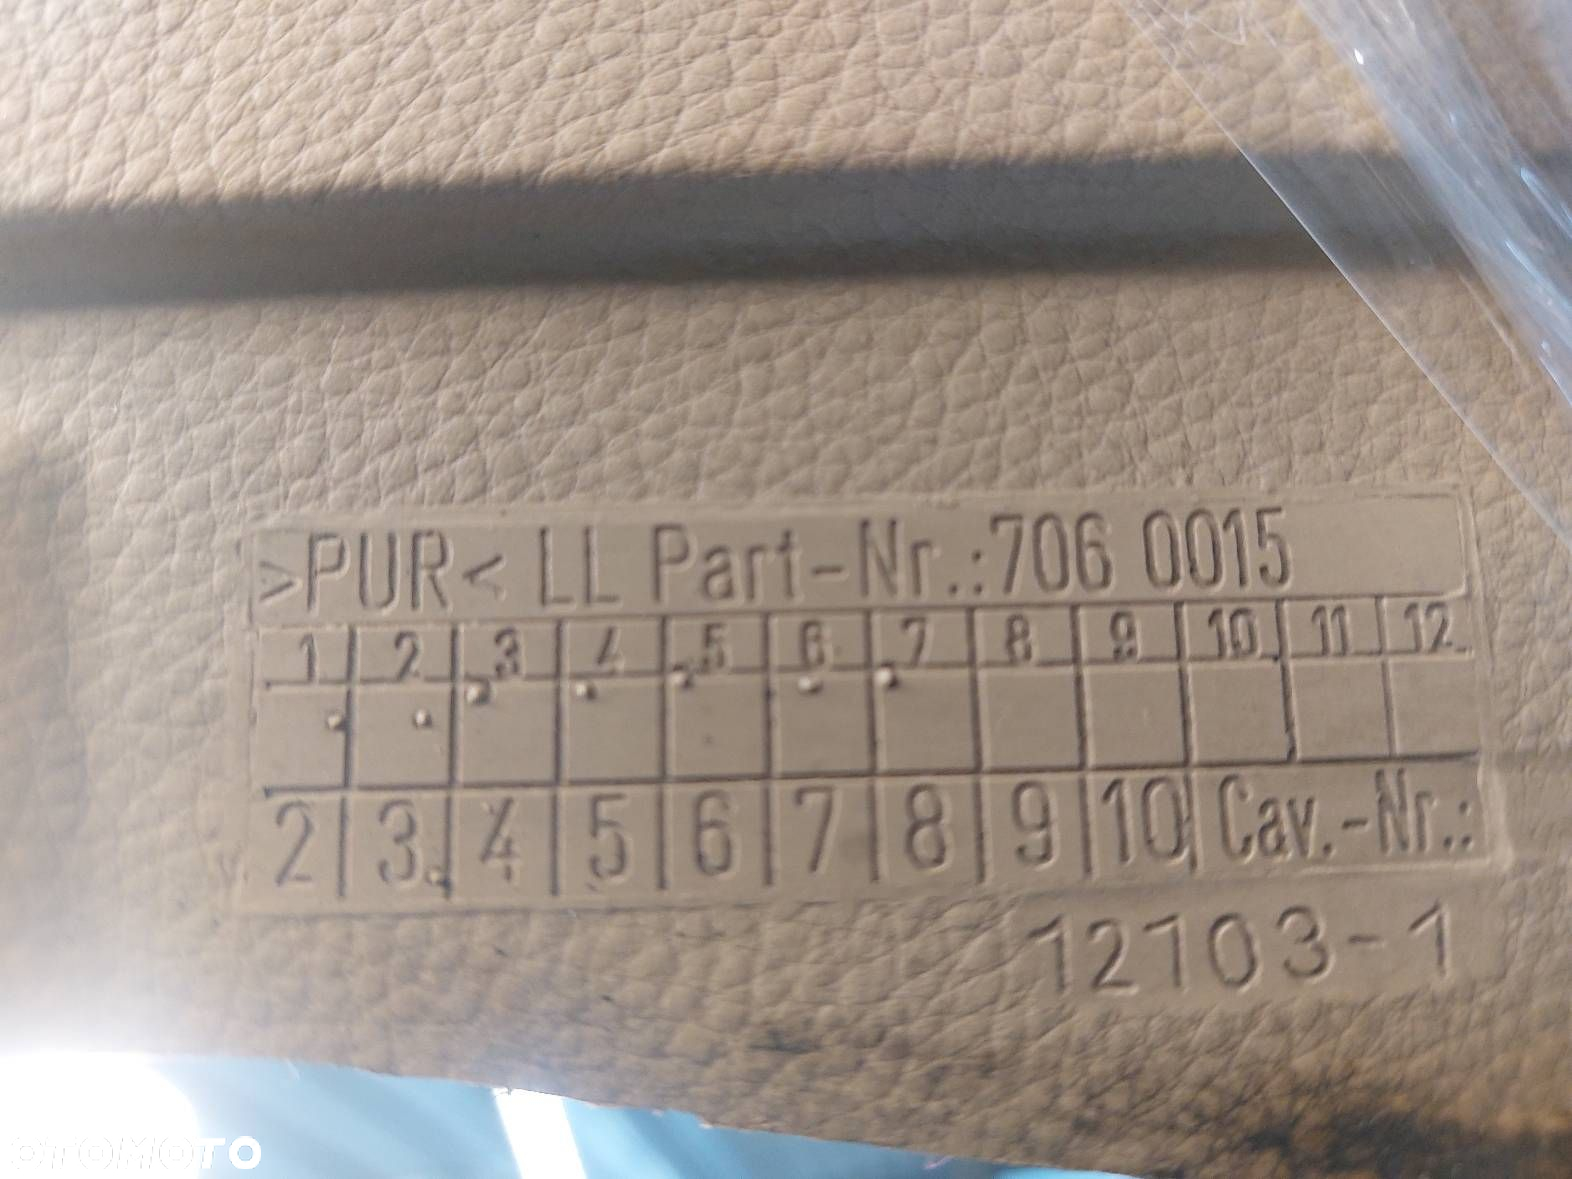 >PUR< LL Part-Nr.:706 0015
1 2 3 4 5 6 7 8 9 10 11 12
2 3 4 5 6 7 8 9 10 Cav.-Nr.:
12103-1
OTOMOTO